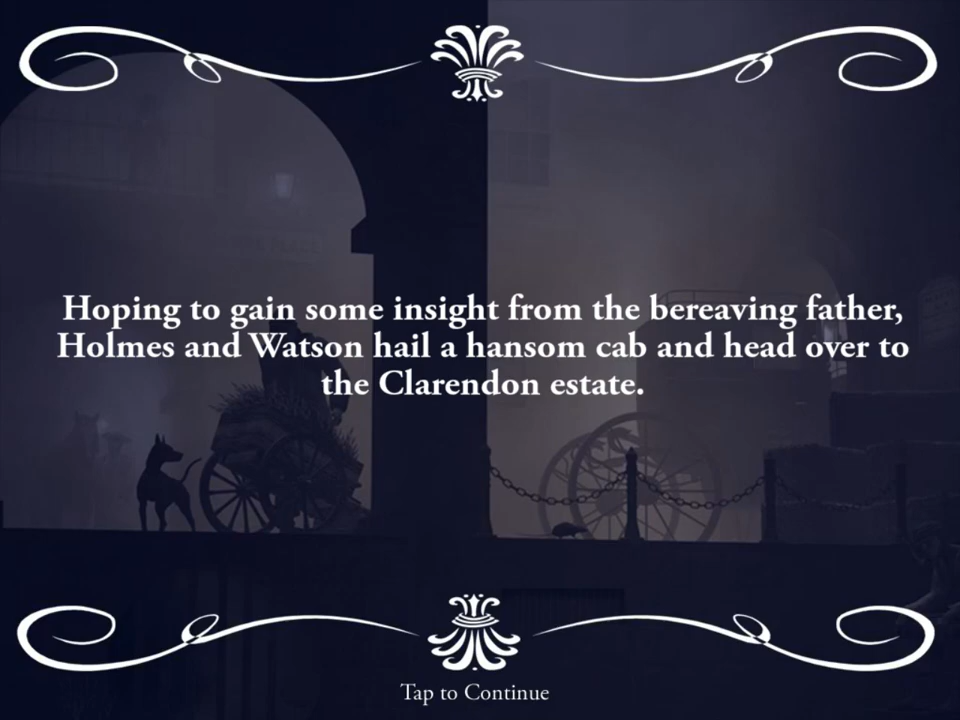 Hoping to gain some insight from the bereaving father,
Holmes and Watson hail a hansom cab and head over to
the Clarendon estate.
Tap to Continue